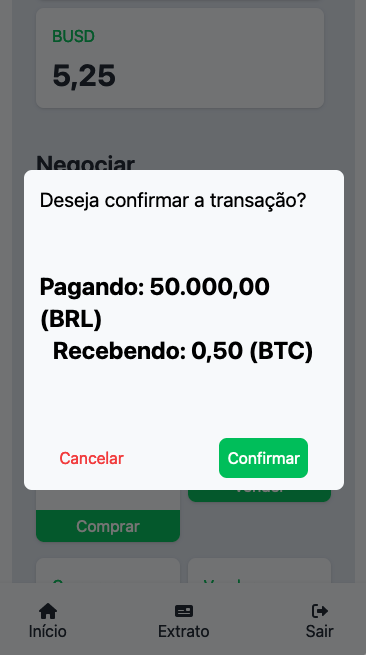 BUSD
5,25
Negociar
Deseja confirmar a transação?
Pagando: 50.000,00
(BRL)
Recebendo: 0,50 (BTC)
Cancelar
Confirmar
Comprar
Início
Extrato
Sair